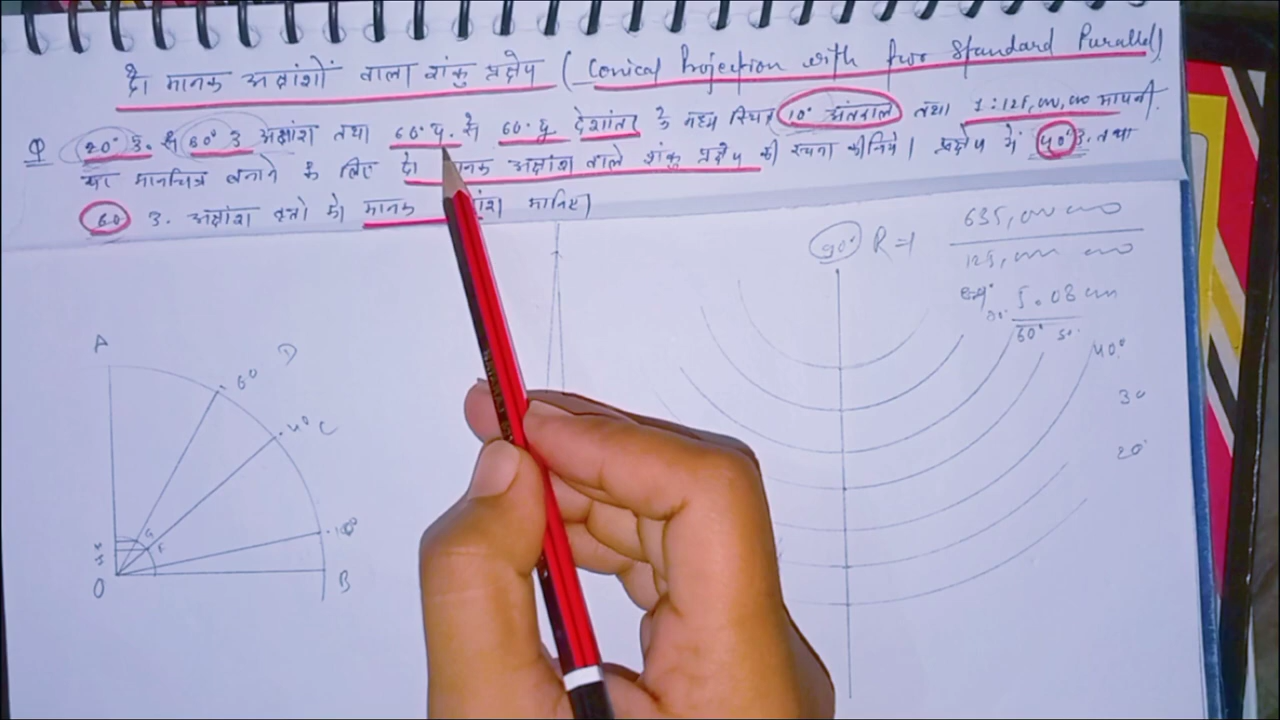 दो मानक अक्षांशों वाला शंकु प्रक्षेप (Conical Projection with two Standard Parallel)
Q 20° उ. से 60° उ अक्षांश तथा 60° प. से 60° पू देशांतर के मध्य स्थित 10° अंतराल तथा 1:125,000,000 मापनी
का मानचित्र बनाने के लिए दो मानक अक्षांश वाले शंकु प्रक्षेप की रचना कीजिये। प्रक्षेप में 40° उ. तथा
60 उ. अक्षांश वृत्तों को मानक मानिए)
90° R=
635,000,000
125,000,000
5.08 cm
60° 50°
40°
30
20°
A
60 D
40 C
10°
G
F
O
B